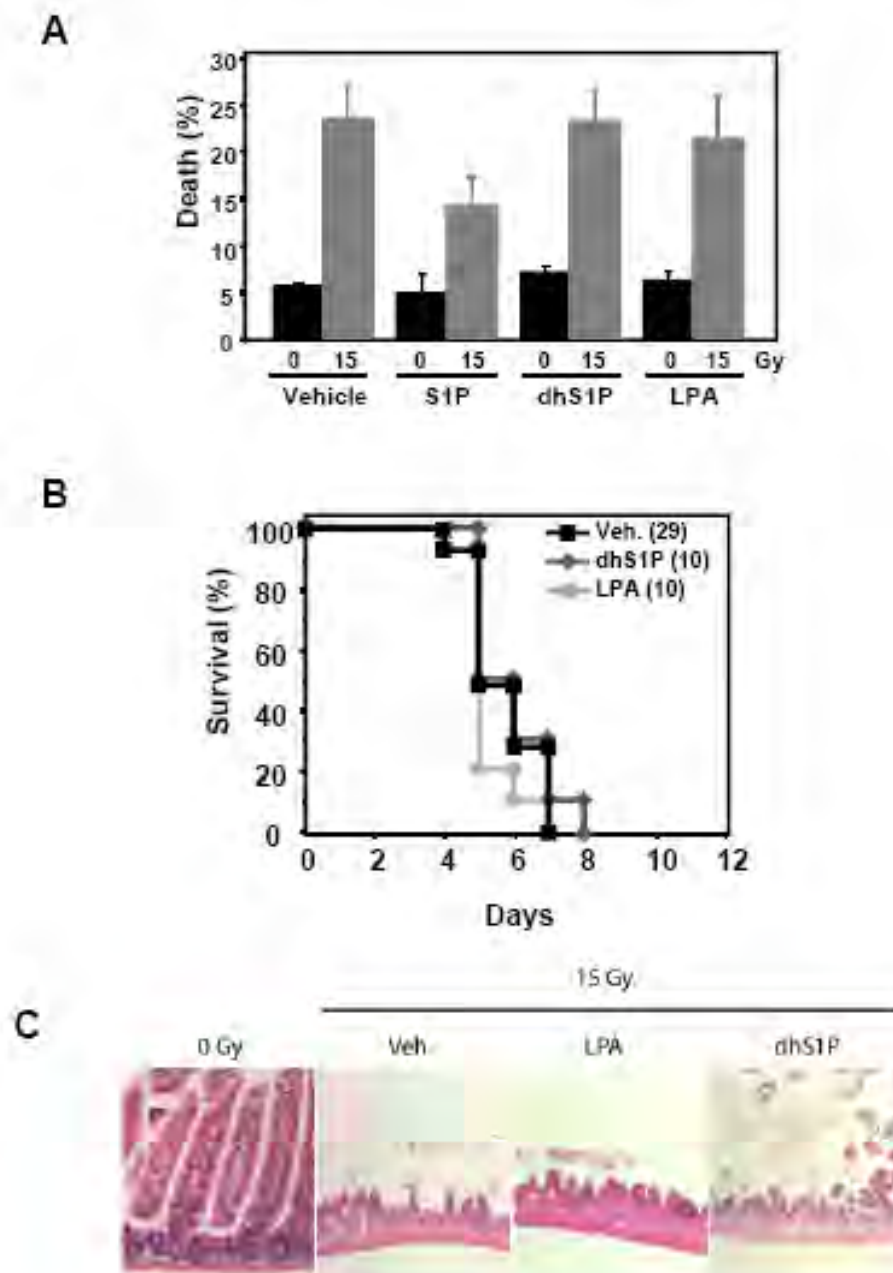 A
30
25
20
15
10
5
0
Death (%)
0 15 0 15 0 15 0 15 Gy
Vehicle S1P dhS1P LPA
B
100
80
60
40
20
0
Survival (%)
Veh. (29)
dhS1P (10)
LPA (10)
0 2 4 6 8 10 12
Days
15 Gy.
C
0 Gy Veh. LPA dhS1P